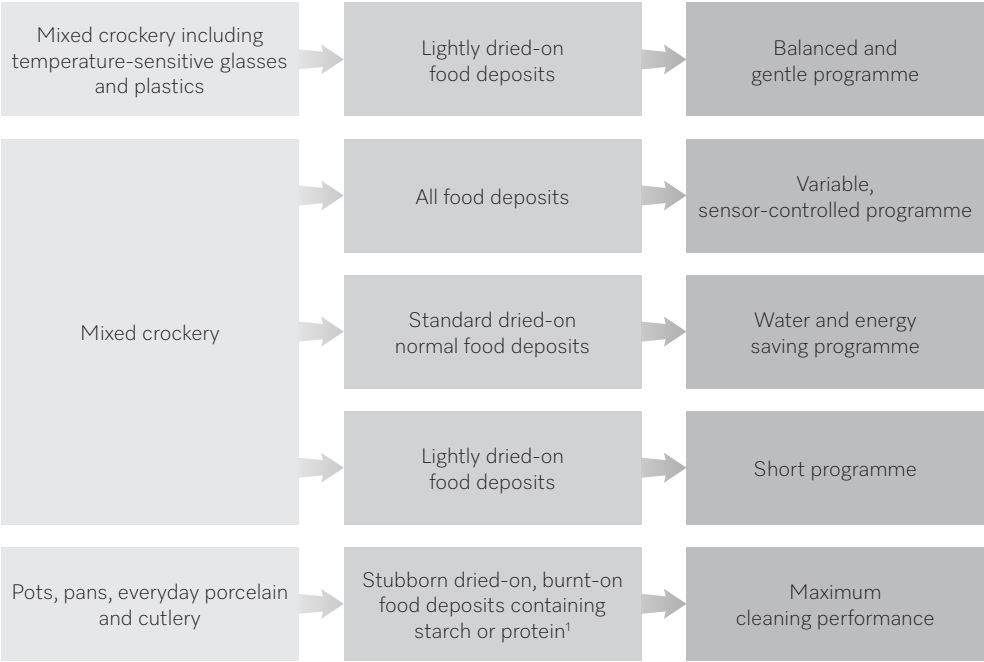 Mixed crockery including
temperature-sensitive glasses
and plastics
Lightly dried-on
food deposits
Balanced and
gentle programme
Mixed crockery
All food deposits
Variable,
sensor-controlled programme
Standard dried-on
normal food deposits
Water and energy
saving programme
Lightly dried-on
food deposits
Short programme
Pots, pans, everyday porcelain
and cutlery
Stubborn dried-on, burnt-on
food deposits containing
starch or protein¹
Maximum
cleaning performance